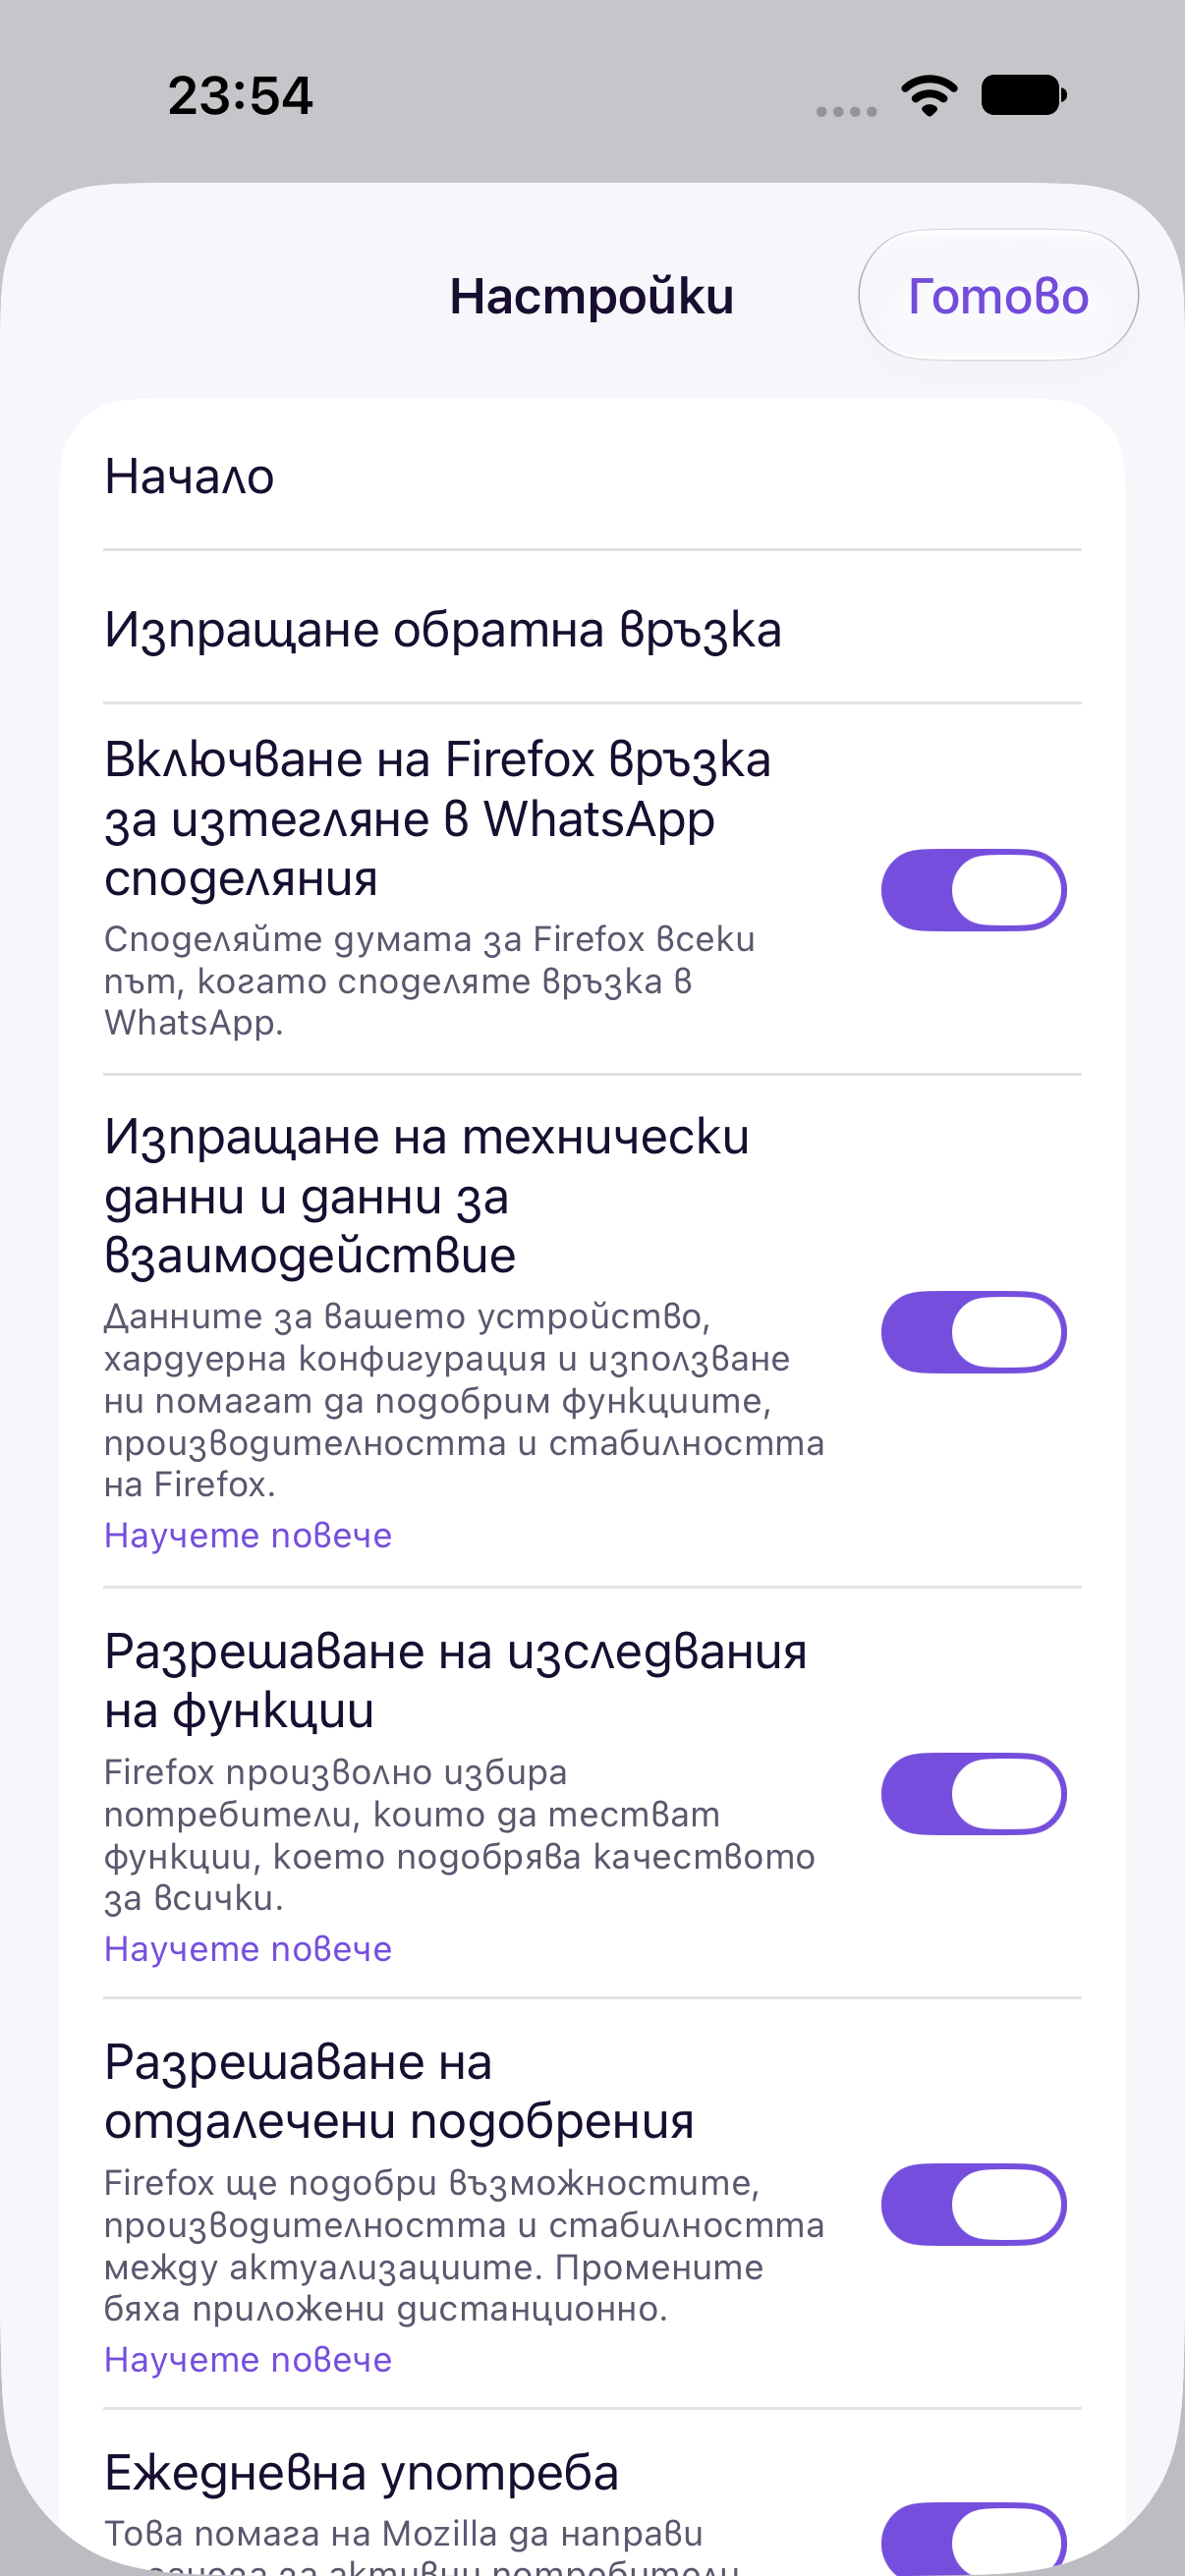 23:54
Настройки
Готово
Начало
Изпращане обратна връзка
Включване на Firefox връзка
за изтегляне в WhatsApp
споделяния
Споделяйте думата за Firefox всеки
път, когато споделяте връзка в
WhatsApp.
Изпращане на технически
данни и данни за
взаимодействие
Данните за вашето устройство,
хардуерна конфигурация и използване
ни помагат да подобрим функциите,
производителността и стабилността
на Firefox.
Научете повече
Разрешаване на изследвания
на функции
Firefox произволно избира
потребители, които да тестват
функции, което подобрява качеството
за всички.
Научете повече
Разрешаване на
отдалечени подобрения
Firefox ще подобри възможностите,
производителността и стабилността
между актуализациите. Промените
бяха приложени дистанционно.
Научете повече
Ежедневна употреба
Това помага на Mozilla да направи
за активни потребители